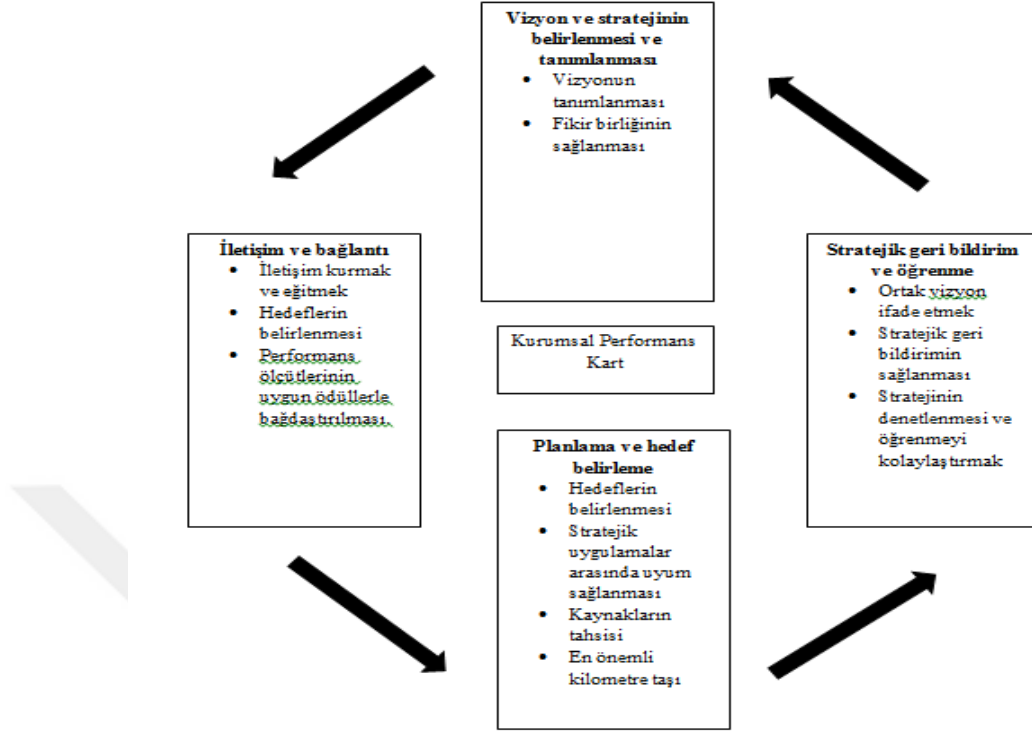 Vizyon ve stratejinin
belirlenmesi ve
tanımlanması
• Vizyonun
tanımlanması
• Fikir birliğinin
sağlanması
İletişim ve bağlantı
• İletişim kurmak
ve eğitmek
• Hedeflerin
belirlenmesi
• Performans
ölçütlerinin
uygun ödüllerle
bağdaştırılması.
Kurumsal Performans
Kart
Stratejik geri bildirim
ve öğrenme
• Ortak vizyon
ifade etmek
• Stratejik geri
bildirimin
sağlanması
• Stratejinin
denetlenmesi ve
öğrenmeyi
kolaylaştırmak
Planlama ve hedef
belirleme
• Hedeflerin
belirlenmesi
• Stratejik
uygulamalar
arasında uyum
sağlanması
• Kaynakların
tahsisi
• En önemli
kilometre taşı